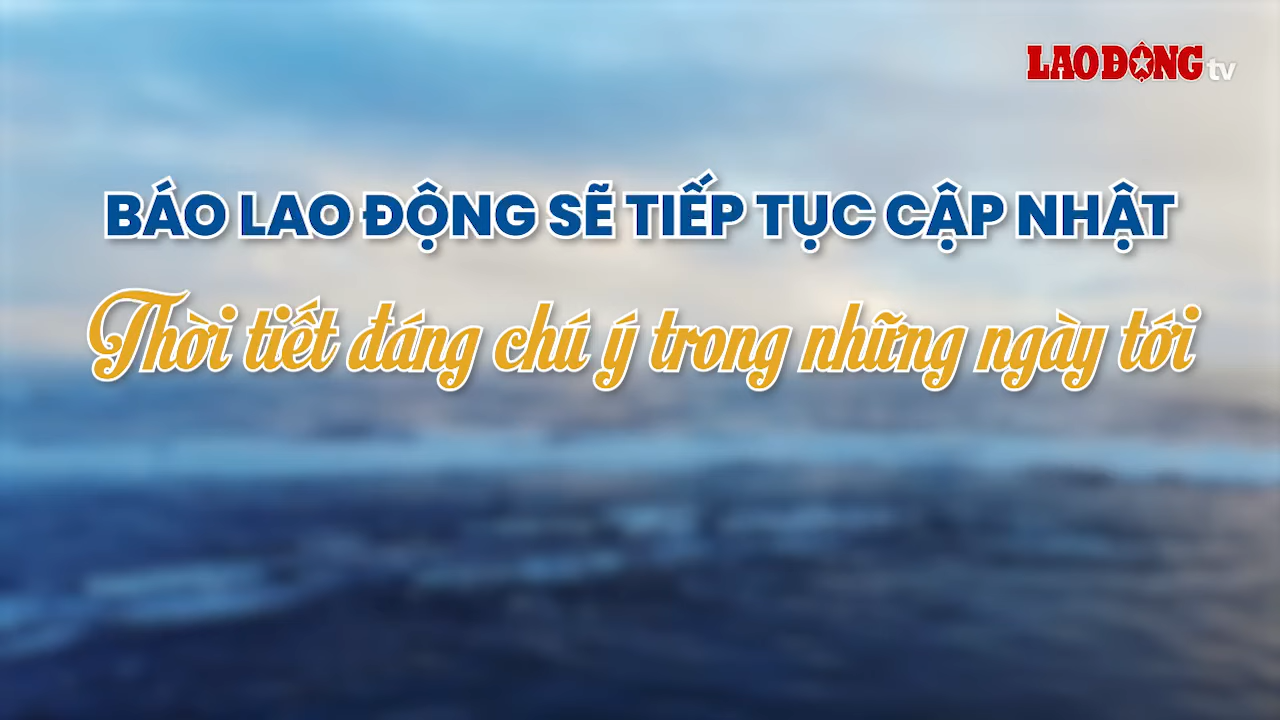 LAO ĐỘNG tv
BÁO LAO ĐỘNG SẼ TIẾP TỤC CẬP NHẬT
Thời tiết đáng chú ý trong những ngày tới